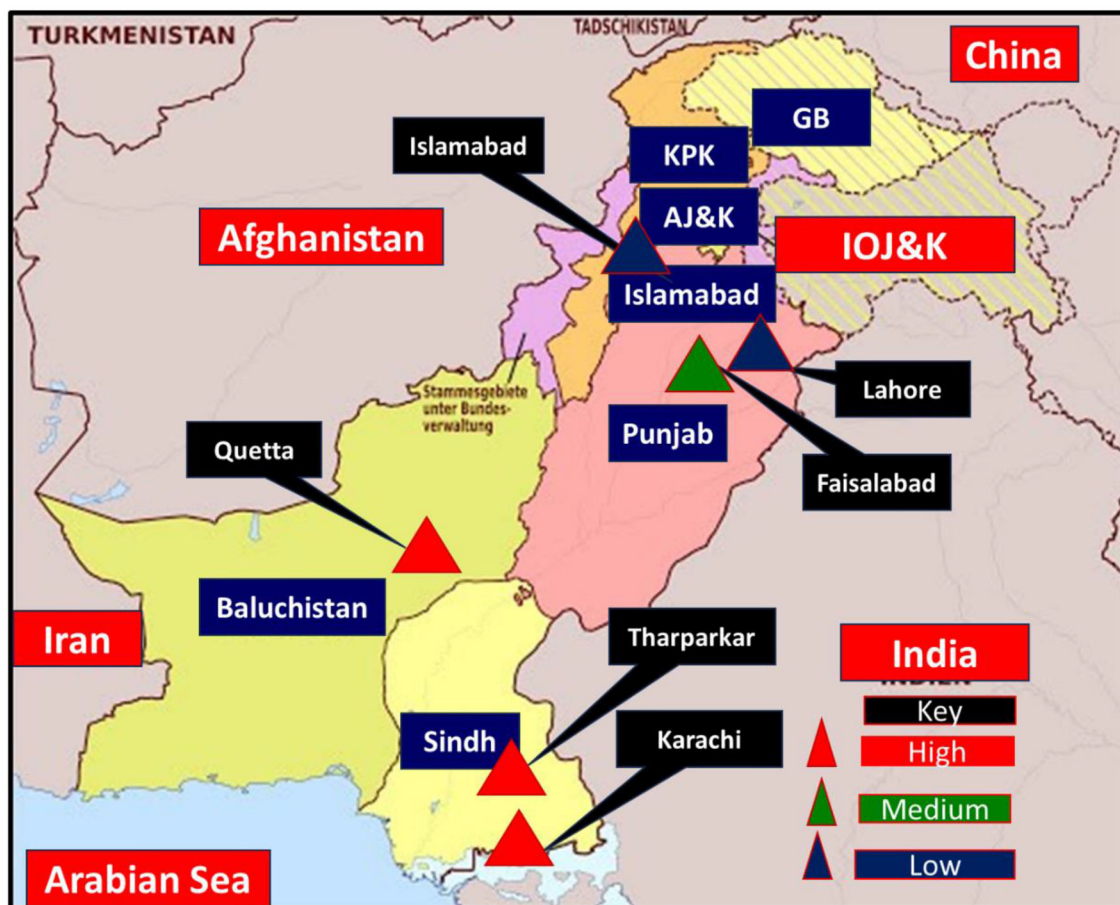 TURKMENISTAN
TADSCHIKISTAN
China
GB
Islamabad
KPK
AJ&K
Afghanistan
IOJ&K
Islamabad
Stammesgebiete
unter Bundes-
verwaltung
Lahore
Punjab
Quetta
Faisalabad
Baluchistan
Iran
Tharparkar
India
Key
Sindh
Karachi
High
Medium
Low
Arabian Sea